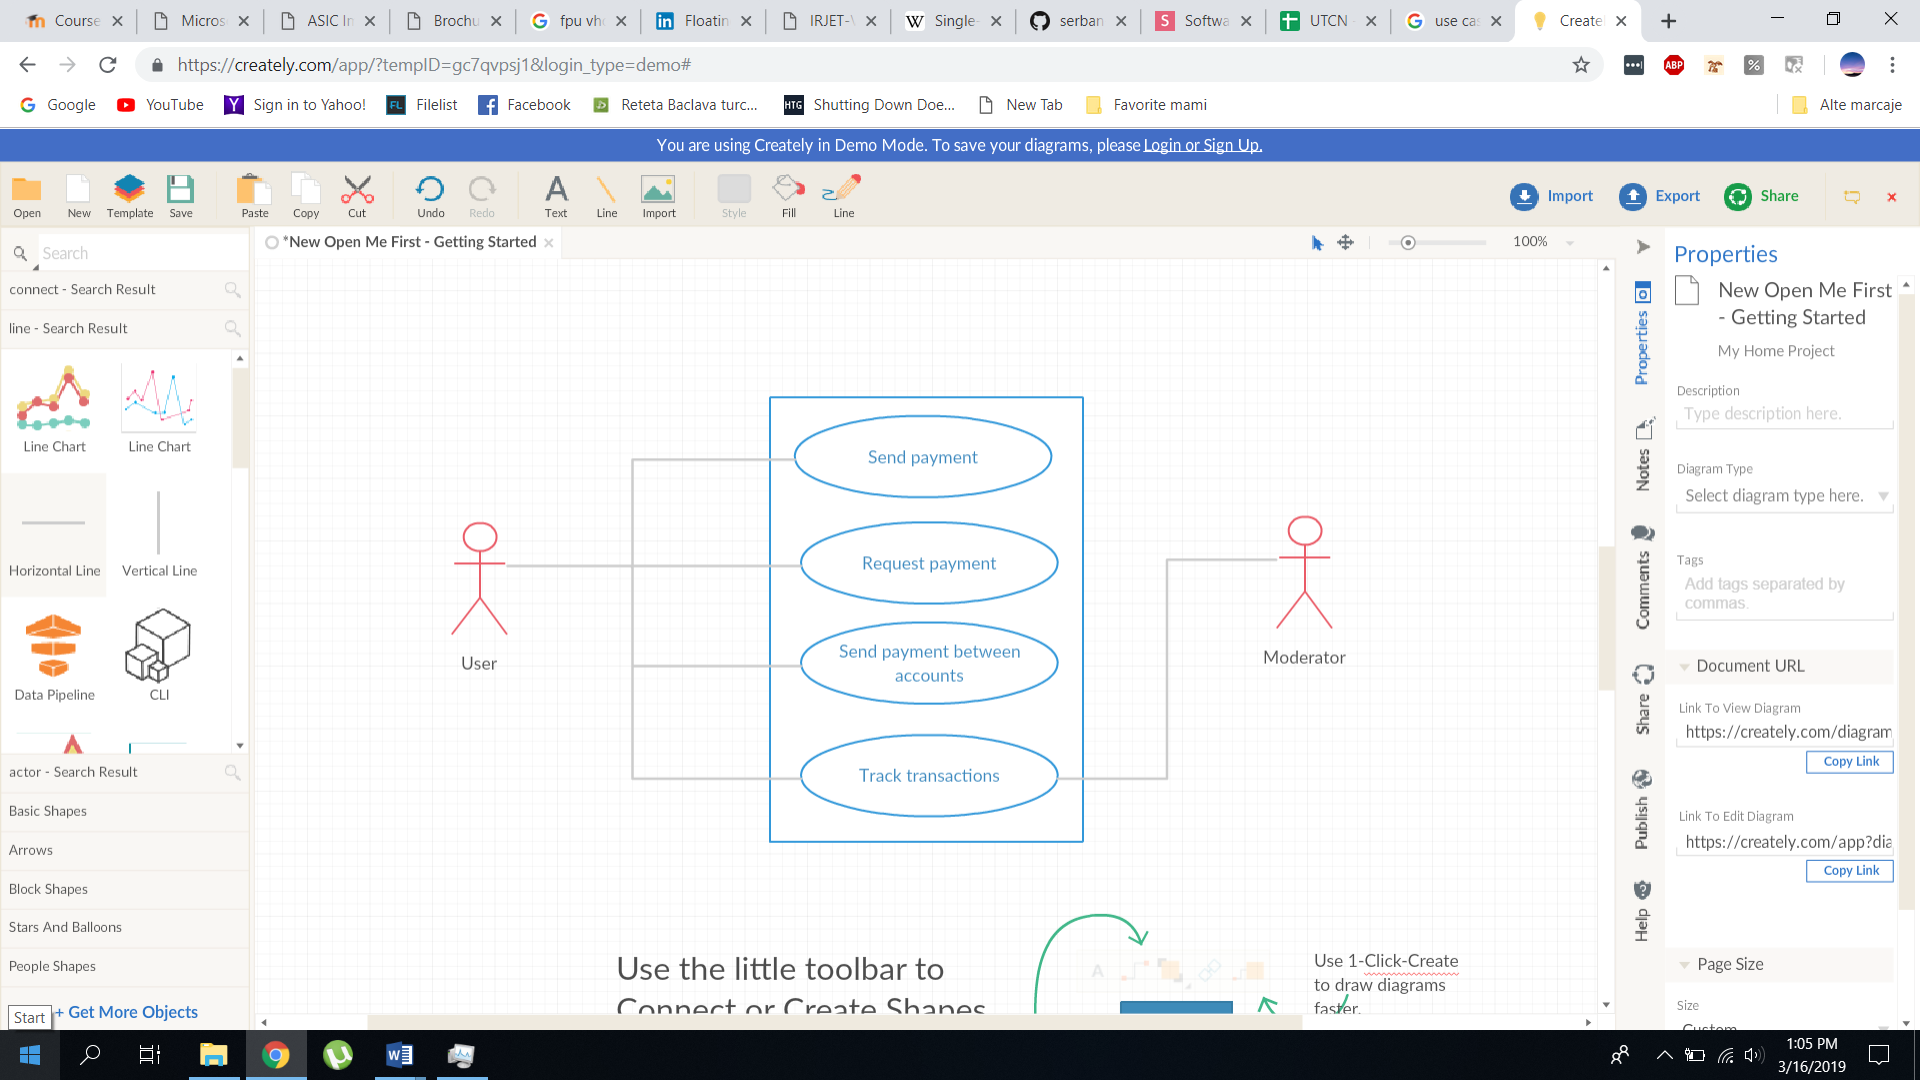 Course
Micros
ASIC In
Brochu
fpu vh
Floatin
IRJET-V
Single-
serban
Softwa
UTCN
use cas
Create
https://creately.com/app/?tempID=gc7qvpsj1&login_type=demo#
ABP
Google
YouTube
Sign in to Yahoo!
FL
Filelist
Facebook
Reteta Baclava turc...
HTG
Shutting Down Doe...
New Tab
Favorite mami
Alte marcaje
You are using Creately in Demo Mode. To save your diagrams, please Login or Sign Up.
Open
New
Template
Save
Paste
Copy
Cut
Undo
Redo
Text
Line
Import
Style
Fill
Line
Import
Export
Share
Search
connect - Search Result
line - Search Result
Line Chart
Line Chart
Horizontal Line
Vertical Line
Data Pipeline
CLI
actor - Search Result
Basic Shapes
Arrows
Block Shapes
Stars And Balloons
People Shapes
Start
+ Get More Objects
*New Open Me First - Getting Started
100%
Send payment
Request payment
Send payment between
accounts
Track transactions
User
Moderator
Use the little toolbar to
Connect or Create Shapes
A
Use 1-Click-Create
to draw diagrams
faster.
Properties
Notes
Comments
Share
Publish
Help
Properties
New Open Me First
- Getting Started
My Home Project
Description
Type description here.
Diagram Type
Select diagram type here.
Tags
Add tags separated by
commas.
Document URL
Link To View Diagram
https://creately.com/diagram
Copy Link
Link To Edit Diagram
https://creately.com/app?dia
Copy Link
Page Size
Size
Custom
1:05 PM
3/16/2019